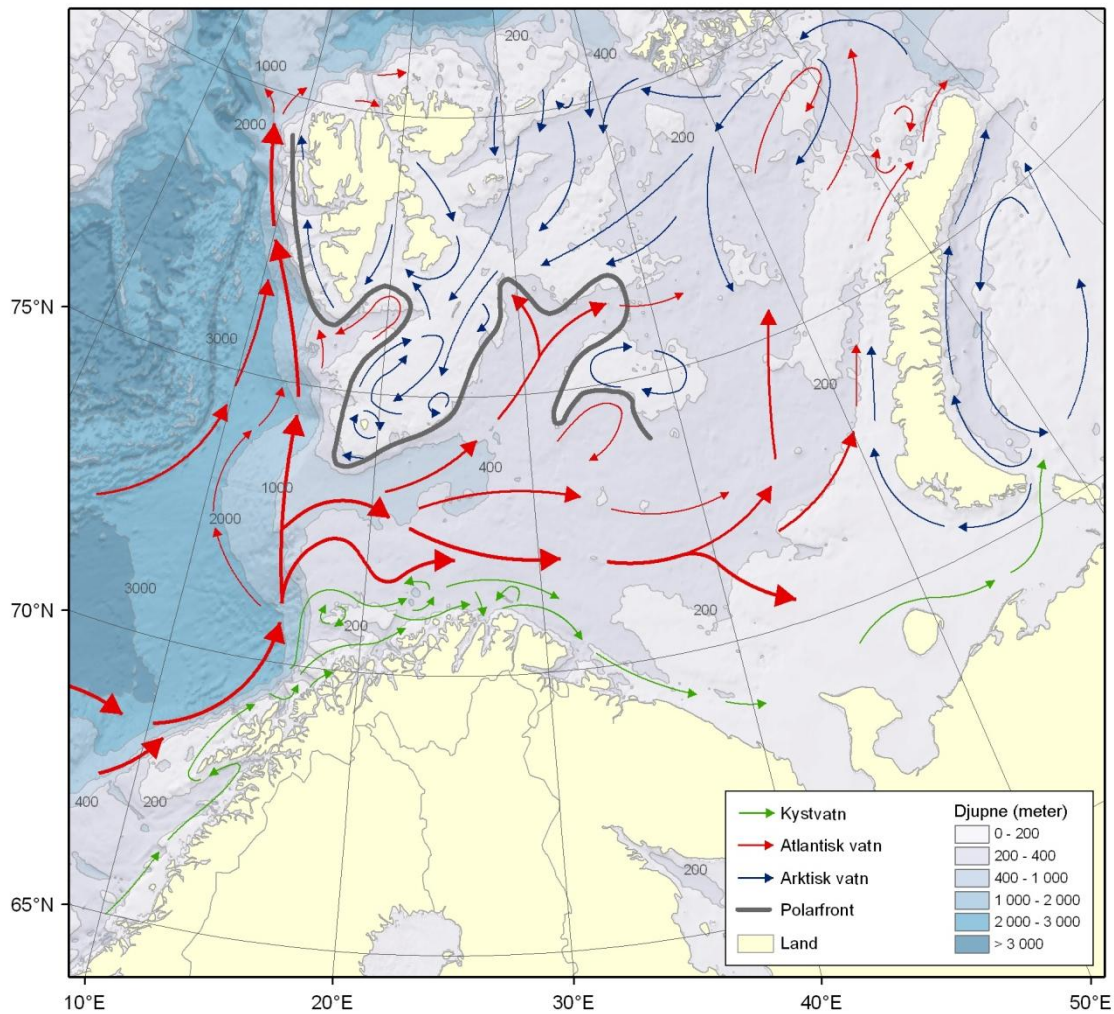 200
400
1000
2000
200
75°N
3000
200
200
400
1000
2000
70°N
3000
200
200
400
200
200
65°N
10°E
20°E
30°E
40°E
50°E
Kystvatn
Atlantisk vatn
Arktisk vatn
Polarfront
Land
Djupne (meter)
0 - 200
200 - 400
400 - 1 000
1 000 - 2 000
2 000 - 3 000
> 3 000